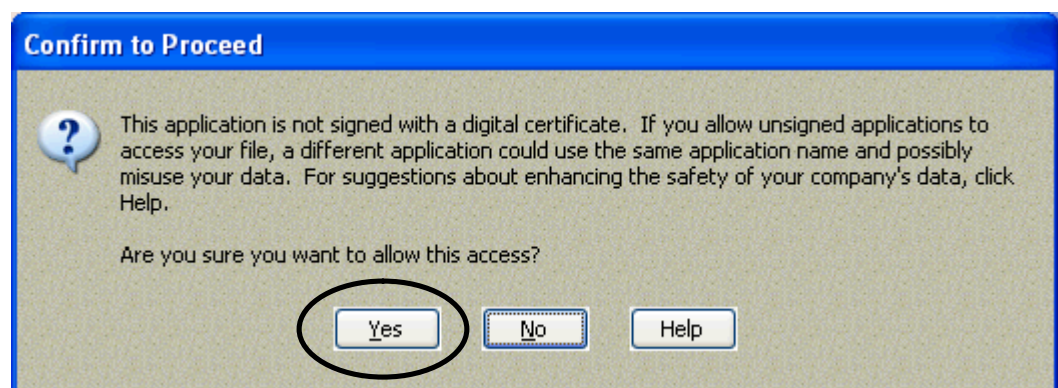 Confirm to Proceed
This application is not signed with a digital certificate.  If you allow unsigned applications to
access your file, a different application could use the same application name and possibly
misuse your data.  For suggestions about enhancing the safety of your company's data, click
Help.
Are you sure you want to allow this access?
Yes No Help